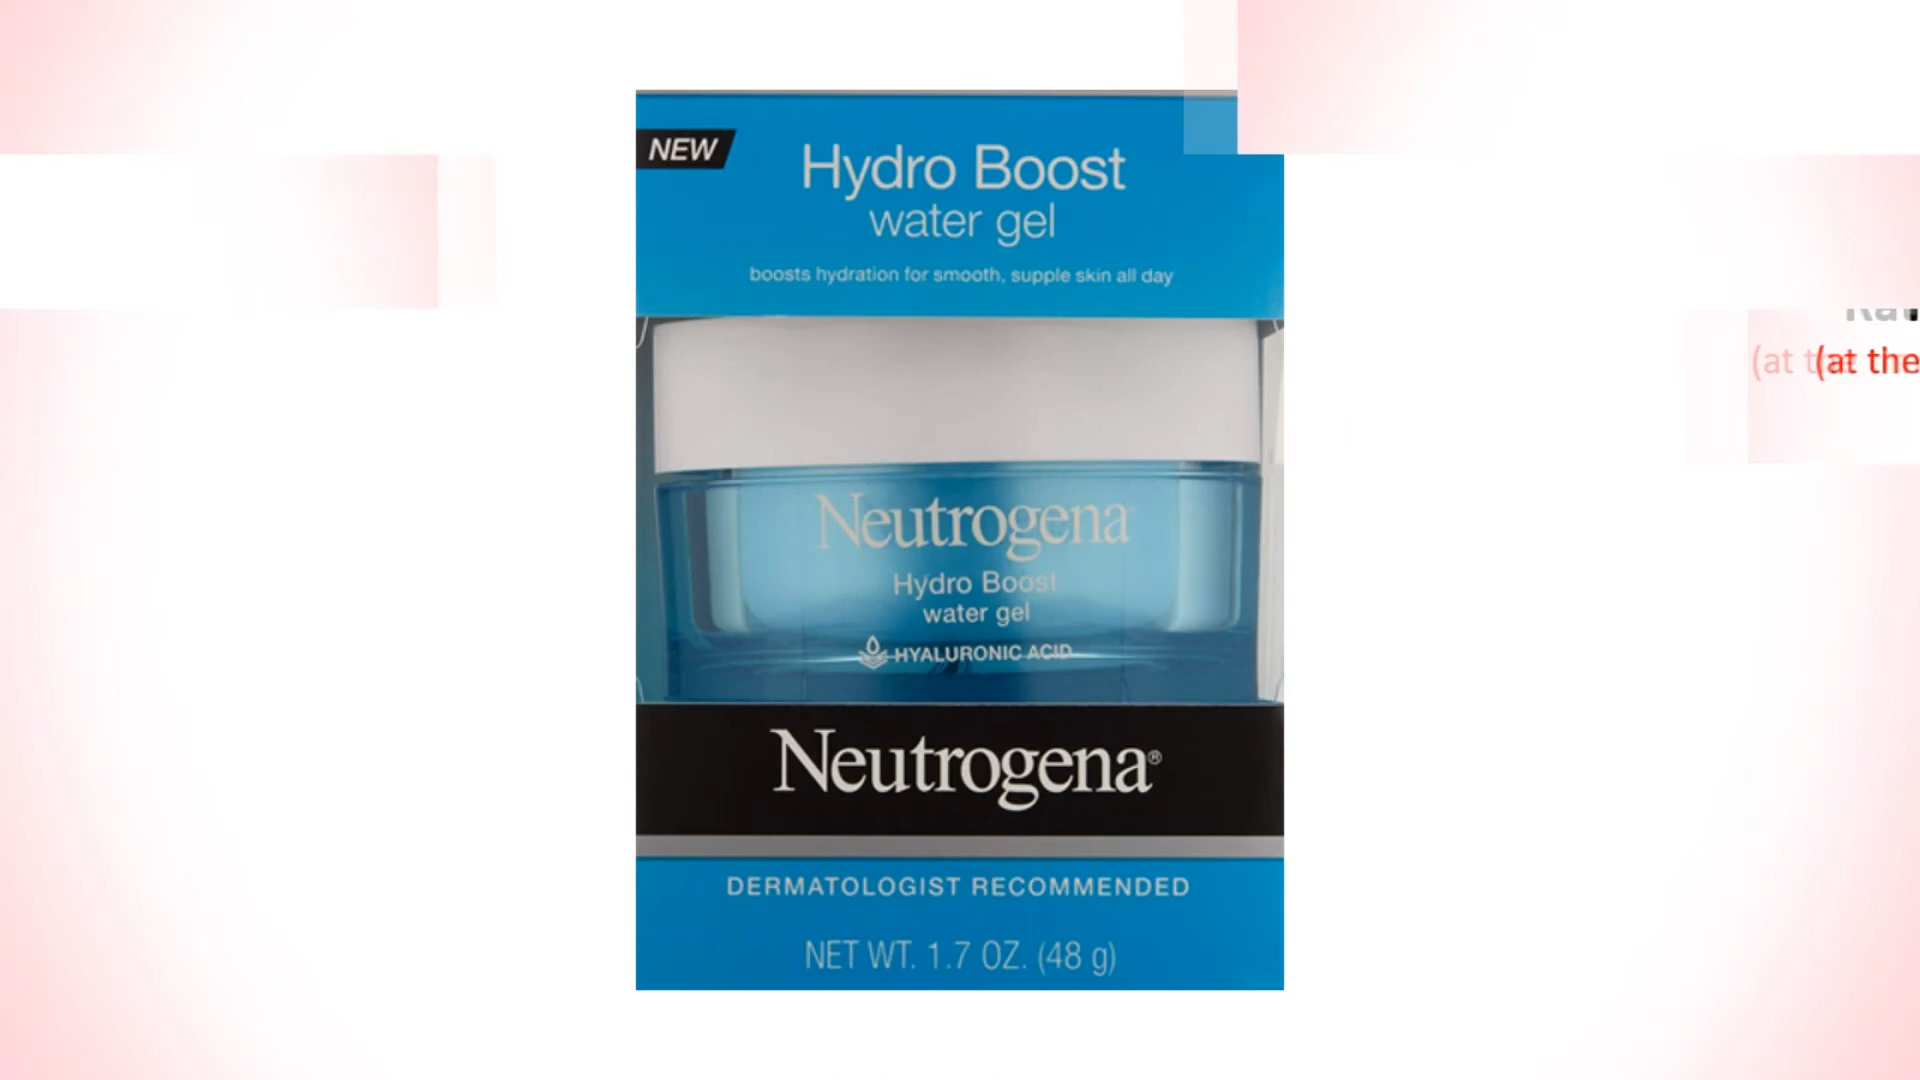 NEW
Hydro Boost
water gel
boosts hydration for smooth, supple skin all day
(at the
Neutrogena
Hydro Boost
water gel
HYALURONIC ACID
Neutrogena®
DERMATOLOGIST RECOMMENDED
NET WT. 1.7 OZ. (48 g)